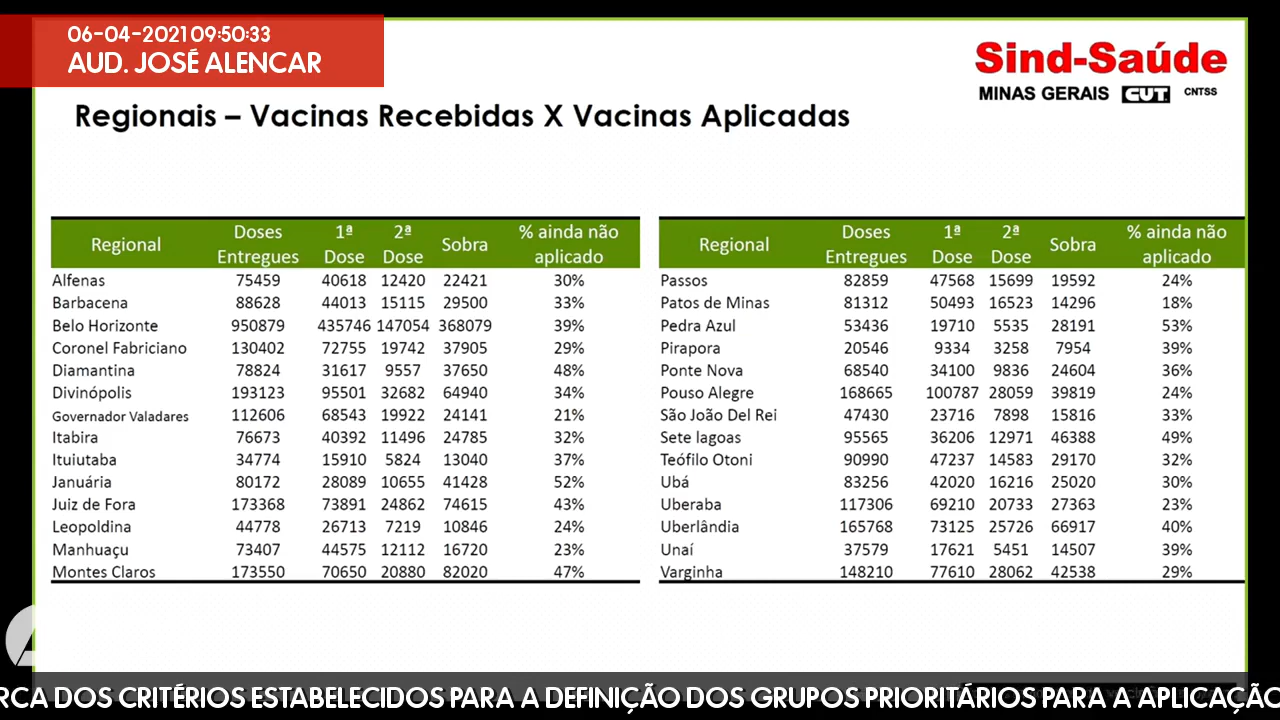 06-04-2021 09:50:33
AUD. JOSÉ ALENCAR
Sind-Saúde
MINAS GERAIS CUT CNTSS
Regionais – Vacinas Recebidas X Vacinas Aplicadas
Regional Doses Entregues 1ª Dose 2ª Dose Sobra % ainda não aplicado
Alfenas 75459 40618 12420 22421 30%
Barbacena 88628 44013 15115 29500 33%
Belo Horizonte 950879 435746 147054 368079 39%
Coronel Fabriciano 130402 72755 19742 37905 29%
Diamantina 78824 31617 9557 37650 48%
Divinópolis 193123 95501 32682 64940 34%
Governador Valadares 112606 68543 19922 24141 21%
Itabira 76673 40392 11496 24785 32%
Ituiutaba 34774 15910 5824 13040 37%
Januária 80172 28089 10655 41428 52%
Juiz de Fora 173368 73891 24862 74615 43%
Leopoldina 44778 26713 7219 10846 24%
Manhuaçu 73407 44575 12112 16720 23%
Montes Claros 173550 70650 20880 82020 47%
Regional Doses Entregues 1ª Dose 2ª Dose Sobra % ainda não aplicado
Passos 82859 47568 15699 19592 24%
Patos de Minas 81312 50493 16523 14296 18%
Pedra Azul 53436 19710 5535 28191 53%
Pirapora 20546 9334 3258 7954 39%
Ponte Nova 68540 34100 9836 24604 36%
Pouso Alegre 168665 100787 28059 39819 24%
São João Del Rei 47430 23716 7898 15816 33%
Sete lagoas 95565 36206 12971 46388 49%
Teófilo Otoni 90990 47237 14583 29170 32%
Ubá 83256 42020 16216 25020 30%
Uberaba 117306 69210 20733 27363 23%
Uberlândia 165768 73125 25726 66917 40%
Unaí 37579 17621 5451 14507 39%
Varginha 148210 77610 28062 42538 29%
RCA DOS CRITÉRIOS ESTABELECIDOS PARA A DEFINIÇÃO DOS GRUPOS PRIORITÁRIOS PARA A APLICAÇÃO